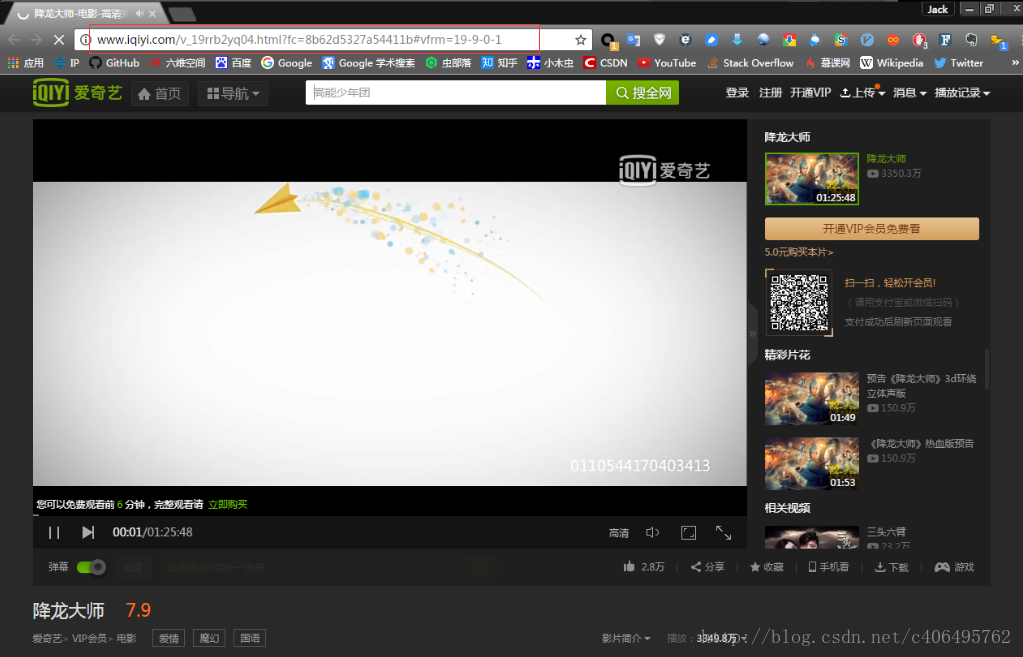 降龙大师-电影-高清
Jack
www.iqiyi.com/v_19rrb2yq04.html?fc=8b62d5327a54411b#vfrm=19-9-0-1
应用 IP GitHub 六维空间 百度 Google Google 学术搜索 虫部落 知乎 小木虫 CSDN YouTube Stack Overflow 慕课网 Wikipedia Twitter »
iQIYI 爱奇艺 首页 导航 高能少年团 搜全网 登录 注册 开通VIP 上传 消息 播放记录
iQIYI 爱奇艺
0110544170403413
您可以免费观看前 6 分钟，完整观看请 立即购买
00:01/01:25:48 高清
弹幕
2.8万 分享 收藏 手机看 下载 游戏
降龙大师
降龙大师
3350.3万
01:25:48
开通VIP会员免费看
5.0元购买本片>
扫一扫，轻松开会员!
（请用支付宝或微信扫码）
支付成功后刷新页面观看
精彩片花
预告《降龙大师》3d环绕
立体声版
150.9万
01:49
《降龙大师》热血版预告
150.9万
01:53
相关视频
三头六臂
23.2万
降龙大师 7.9
爱奇艺> VIP会员> 电影 爱情 魔幻 国语 影片简介 播放：3349.8万
http://blog.csdn.net/c406495762